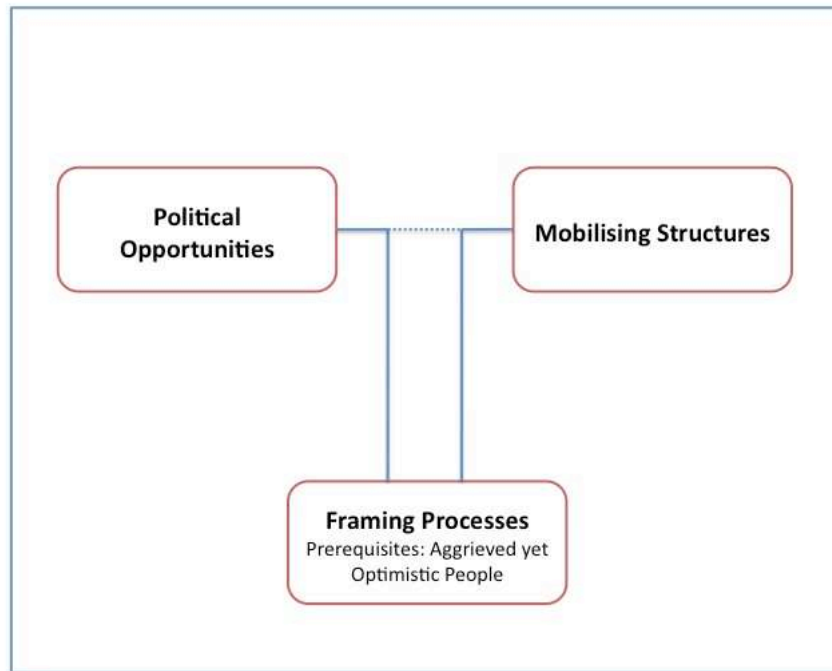 Political
Opportunities
Mobilising Structures
Framing Processes
Prerequisites: Aggrieved yet
Optimistic People